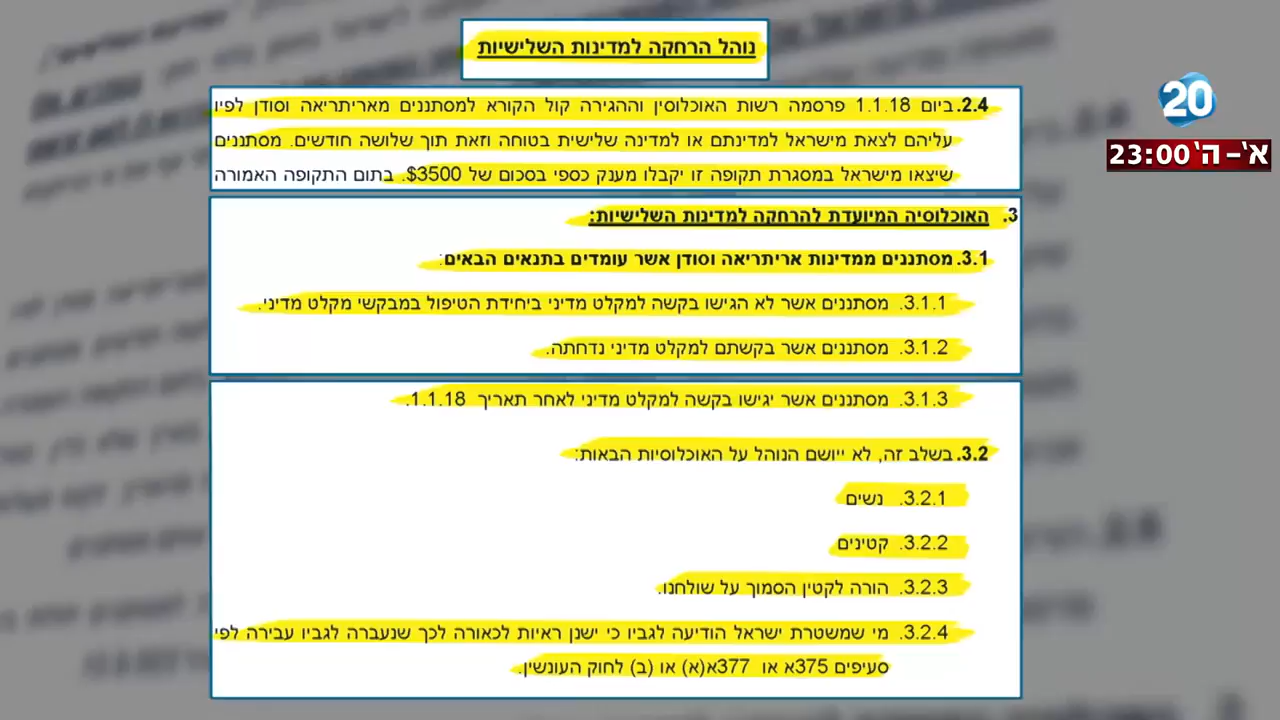 נוהל הרחקה למדינות השלישיות
2.4. ביום 1.1.18 פרסמה רשות האוכלוסין וההגירה קול הקורא למסתננים מאריתריאה וסודן לפיו
עליהם לצאת מישראל למדינתם או למדינה שלישית בטוחה וזאת תוך שלושה חודשים. מסתננים
שיצאו מישראל במסגרת תקופה זו יקבלו מענק כספי בסכום של 3500$. בתום התקופה האמורה
3. האוכלוסיה המיועדת להרחקה למדינות השלישיות:
3.1. מסתננים ממדינות אריתריאה וסודן אשר עומדים בתנאים הבאים:
3.1.1. מסתננים אשר לא הגישו בקשה למקלט מדיני ביחידת הטיפול במבקשי מקלט מדיני.
3.1.2. מסתננים אשר בקשתם למקלט מדיני נדחתה.
3.1.3. מסתננים אשר יגישו בקשה למקלט מדיני לאחר תאריך 1.1.18.
3.2. בשלב זה, לא ייושם הנוהל על האוכלוסיות הבאות:
3.2.1. נשים
3.2.2. קטינים
3.2.3. הורה לקטין הסמוך על שולחנו.
3.2.4. מי שמשטרת ישראל הודיעה לגביו כי ישנן ראיות לכאורה לכך שנעברה לגביו עבירה לפי
סעיפים 375א או 377א(א) או (ב) לחוק העונשין.
20
א'-ה' 23:00